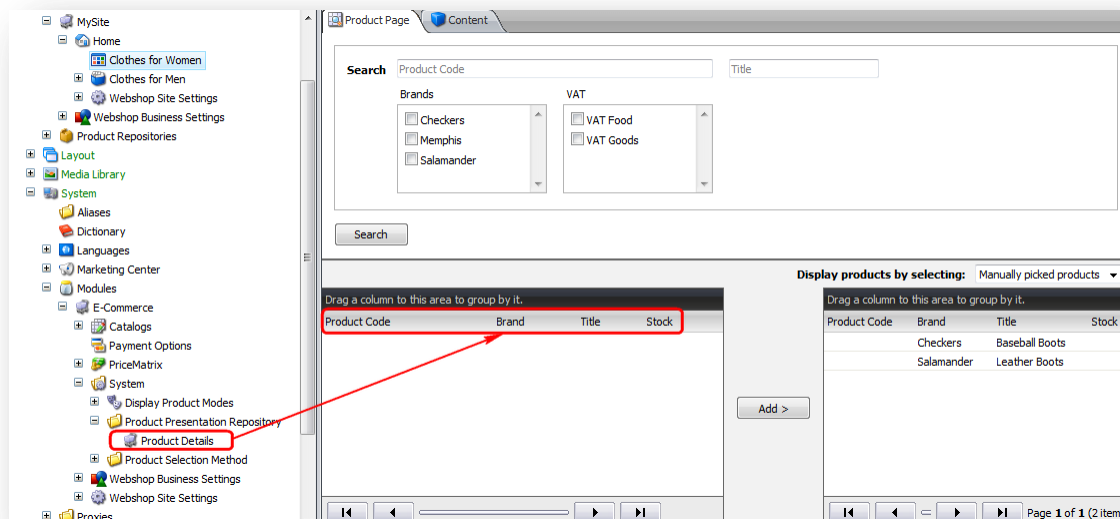 MySite
Home
Clothes for Women
Clothes for Men
Webshop Site Settings
Webshop Business Settings
Product Repositories
Layout
Media Library
System
Aliases
Dictionary
Languages
Marketing Center
Modules
E-Commerce
Catalogs
Payment Options
PriceMatrix
System
Display Product Modes
Product Presentation Repository
Product Details
Product Selection Method
Webshop Business Settings
Webshop Site Settings
Proxies
Product Page Content
Search Product Code Title
Brands VAT
Checkers VAT Food
Memphis VAT Goods
Salamander
Search
Display products by selecting: Manually picked products
Drag a column to this area to group by it.
Product Code Brand Title Stock
Add >
Drag a column to this area to group by it.
Product Code Brand Title Stock
Checkers Baseball Boots
Salamander Leather Boots
Page 1 of 1 (2 item